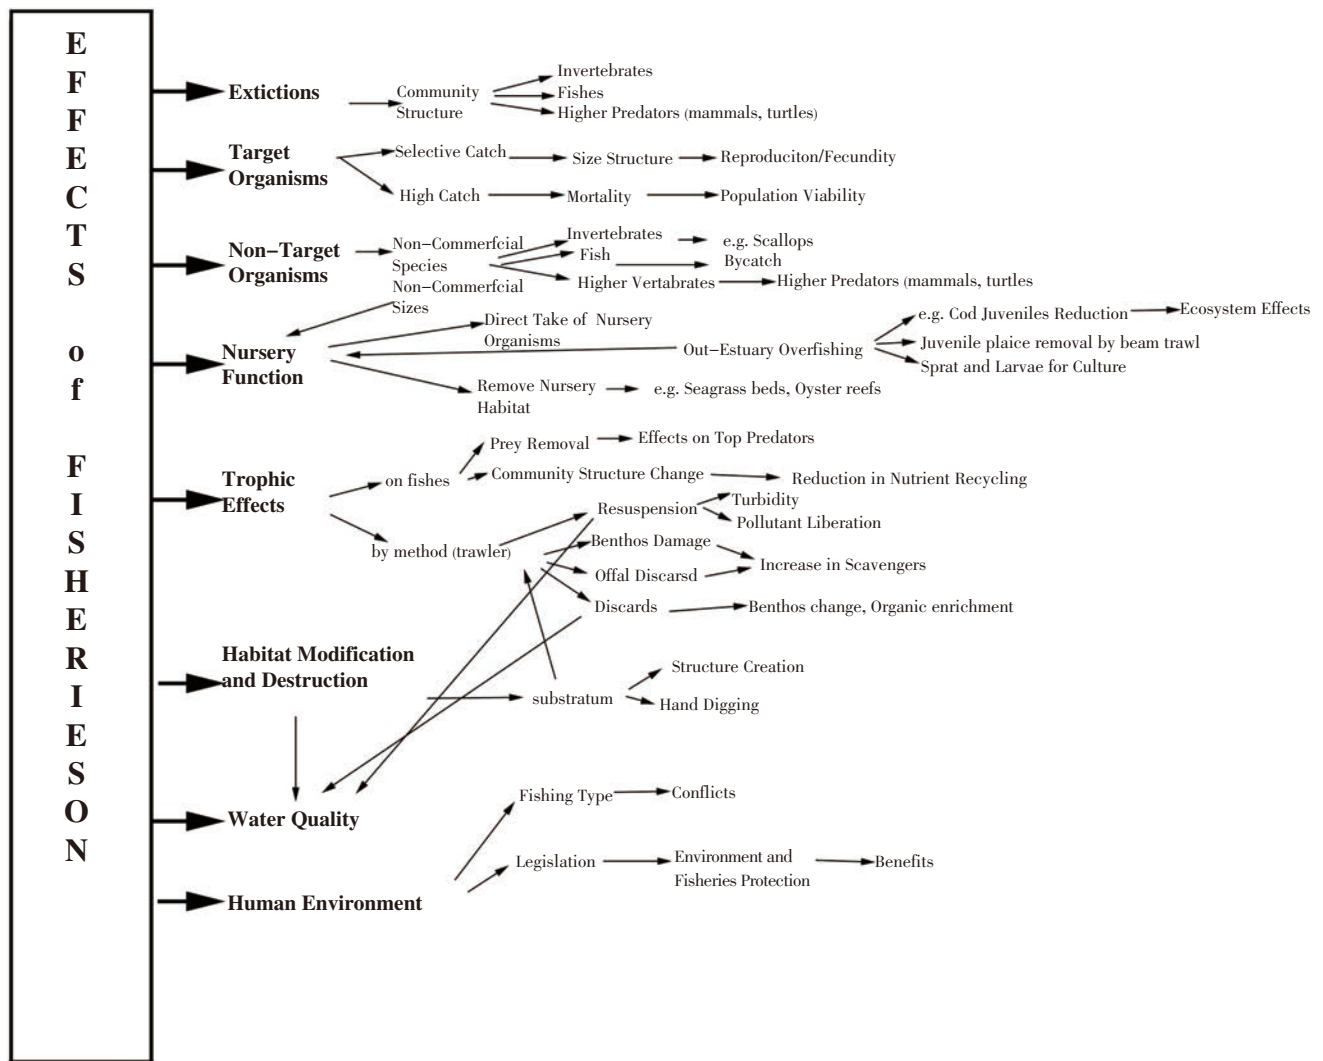 EFFECTS
of
FISHERIESON
Extictions
Community
Structure
Invertebrates
Fishes
Higher Predators (mammals, turtles)
Target
Organisms
Selective Catch
Size Structure
Reproduciton/Fecundity
High Catch
Mortality
Population Viability
Non-Target
Organisms
Non-Commerfcial
Species
Non-Commerfcial
Sizes
Invertebrates
e.g. Scallops
Fish
Bycatch
Higher Vertabrates
Higher Predators (mammals, turtles
Nursery
Function
Direct Take of Nursery
Organisms
Out-Estuary Overfishing
e.g. Cod Juveniles Reduction
Ecosystem Effects
Juvenile plaice removal by beam trawl
Sprat and Larvae for Culture
Remove Nursery
Habitat
e.g. Seagrass beds, Oyster reefs
Trophic
Effects
on fishes
Prey Removal
Effects on Top Predators
Community Structure Change
Reduction in Nutrient Recycling
by method (trawler)
Resuspension
Turbidity
Pollutant Liberation
Benthos Damage
Offal Discarsd
Increase in Scavengers
Discards
Benthos change, Organic enrichment
Habitat Modification
and Destruction
substratum
Structure Creation
Hand Digging
Water Quality
Human Environment
Fishing Type
Conflicts
Legislation
Environment and
Fisheries Protection
Benefits